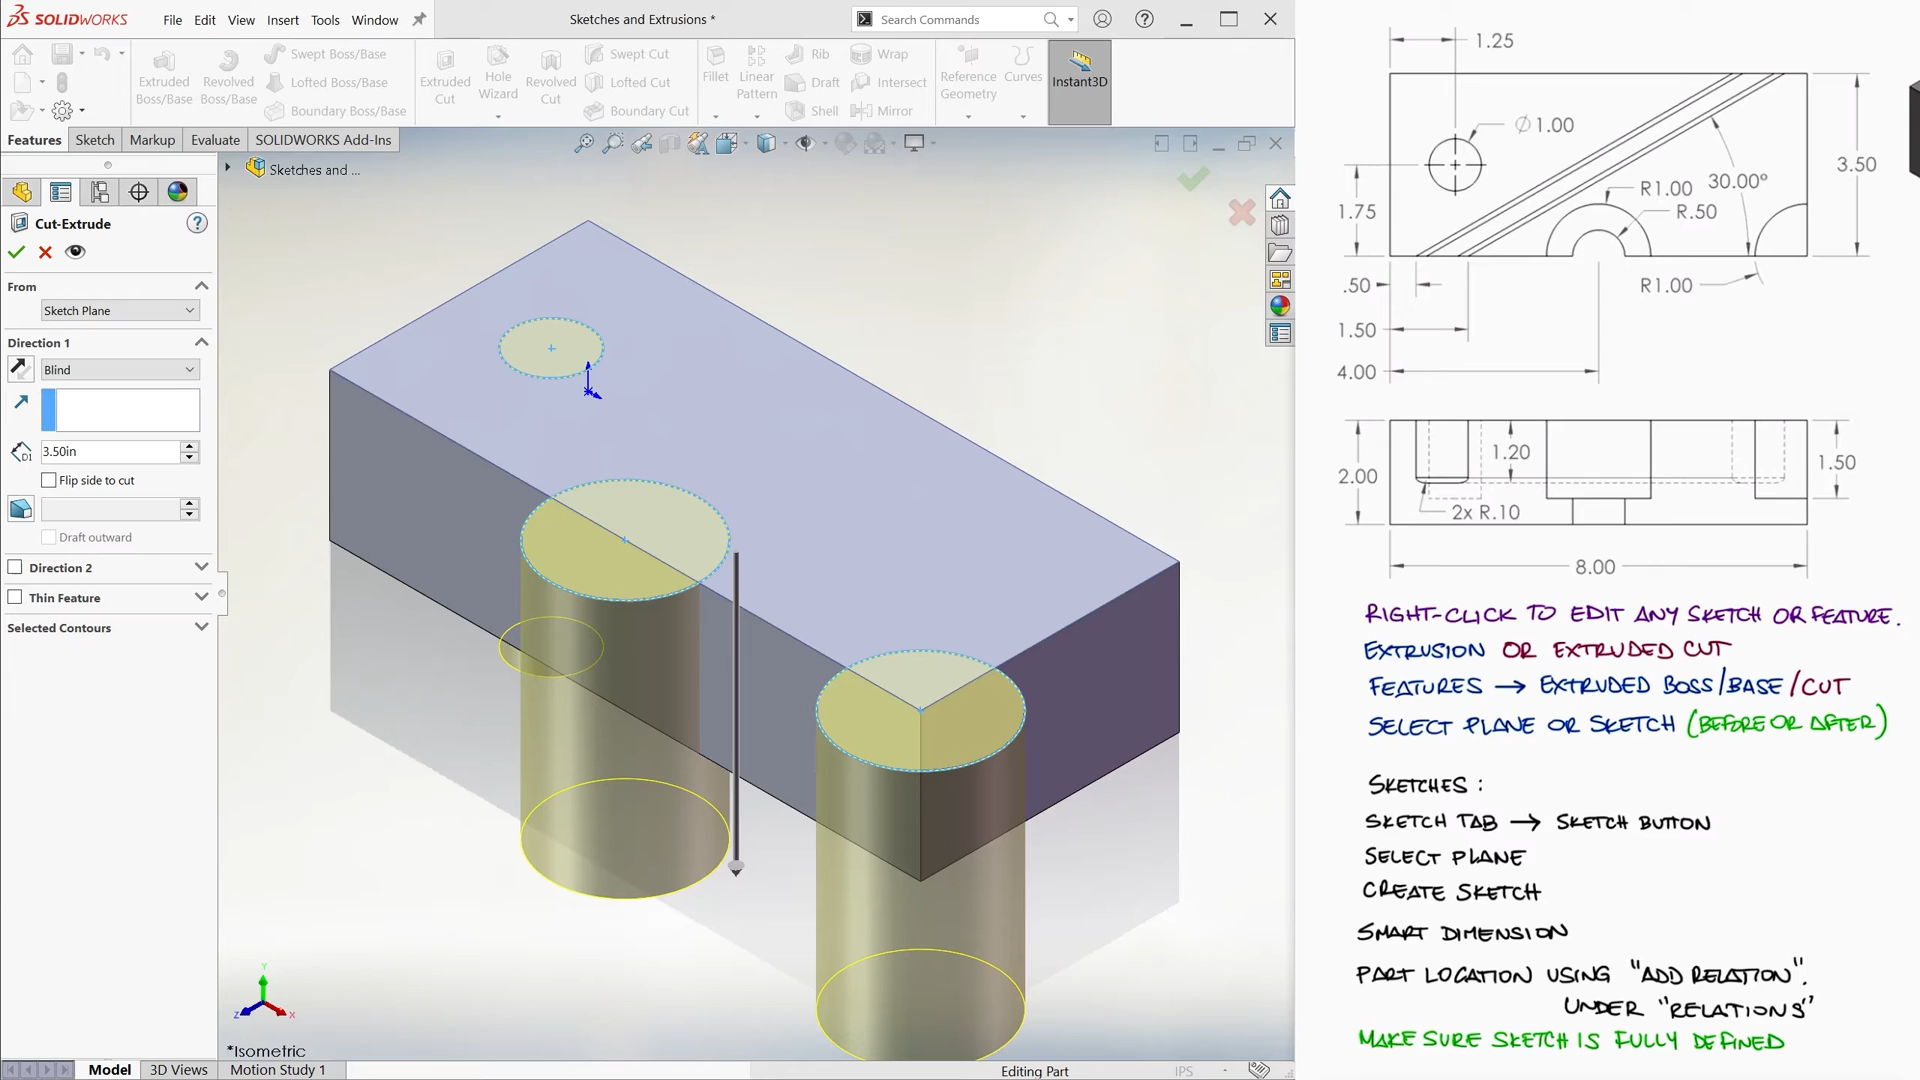 SOLIDWORKS
File Edit View Insert Tools Window
Sketches and Extrusions *
Search Commands
Extruded Boss/Base
Revolved Boss/Base
Swept Boss/Base
Lofted Boss/Base
Boundary Boss/Base
Extruded Cut
Hole Wizard
Revolved Cut
Swept Cut
Lofted Cut
Boundary Cut
Fillet
Linear Pattern
Rib
Draft
Shell
Wrap
Intersect
Mirror
Reference Geometry
Curves
Instant3D
Features Sketch Markup Evaluate SOLIDWORKS Add-Ins
Sketches and ...
Cut-Extrude
?
From
Sketch Plane
Direction 1
Blind
D1
3.50in
Flip side to cut
Draft outward
Direction 2
Thin Feature
Selected Contours
Y
Z
X
*Isometric
Model 3D Views Motion Study 1
Editing Part
IPS
1.25
Ø 1.00
3.50
R1.00
30.00°
R.50
1.75
.50
R1.00
1.50
4.00
1.20
1.50
2.00
2x R.10
8.00
RIGHT-CLICK TO EDIT ANY SKETCH OR FEATURE.
EXTRUSION OR EXTRUDED CUT
FEATURES → EXTRUDED BOSS/BASE/CUT
SELECT PLANE OR SKETCH (BEFORE OR AFTER)
SKETCHES :
SKETCH TAB → SKETCH BUTTON
SELECT PLANE
CREATE SKETCH
SMART DIMENSION
PART LOCATION USING "ADD RELATION".
UNDER "RELATIONS"
MAKE SURE SKETCH IS FULLY DEFINED